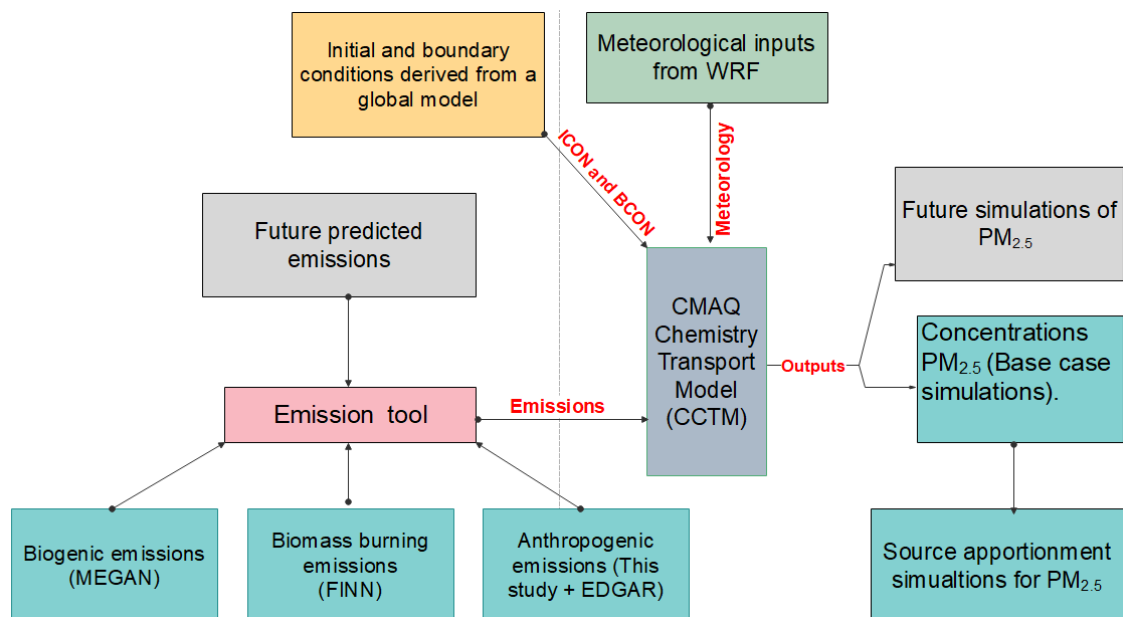 Initial and boundary
conditions derived from a
global model
Meteorological inputs
from WRF
ICON and BCON
Meteorology
Future predicted
emissions
Future simulations of
PM2.5
CMAQ
Chemistry
Transport
Model
(CCTM)
Outputs
Concentrations
PM2.5 (Base case
simulations).
Emission tool
Emissions
Biogenic emissions
(MEGAN)
Biomass burning
emissions
(FINN)
Anthropogenic
emissions (This
study + EDGAR)
Source apportionment
simualtions for PM2.5